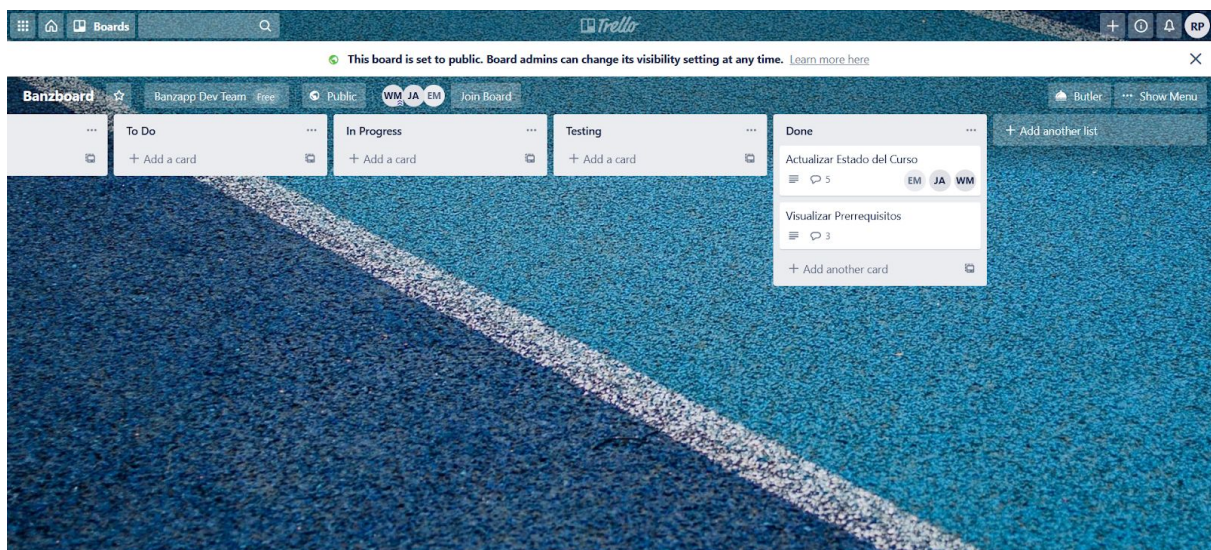 Boards
Trello
RP
This board is set to public. Board admins can change its visibility setting at any time. Learn more here
Banzboard Banzapp Dev Team Free Public WM JA EM Join Board Butler ··· Show Menu
To Do
+ Add a card
In Progress
+ Add a card
Testing
+ Add a card
Done
Actualizar Estado del Curso
5 EM JA WM
Visualizar Prerrequisitos
3
+ Add another card
+ Add another list